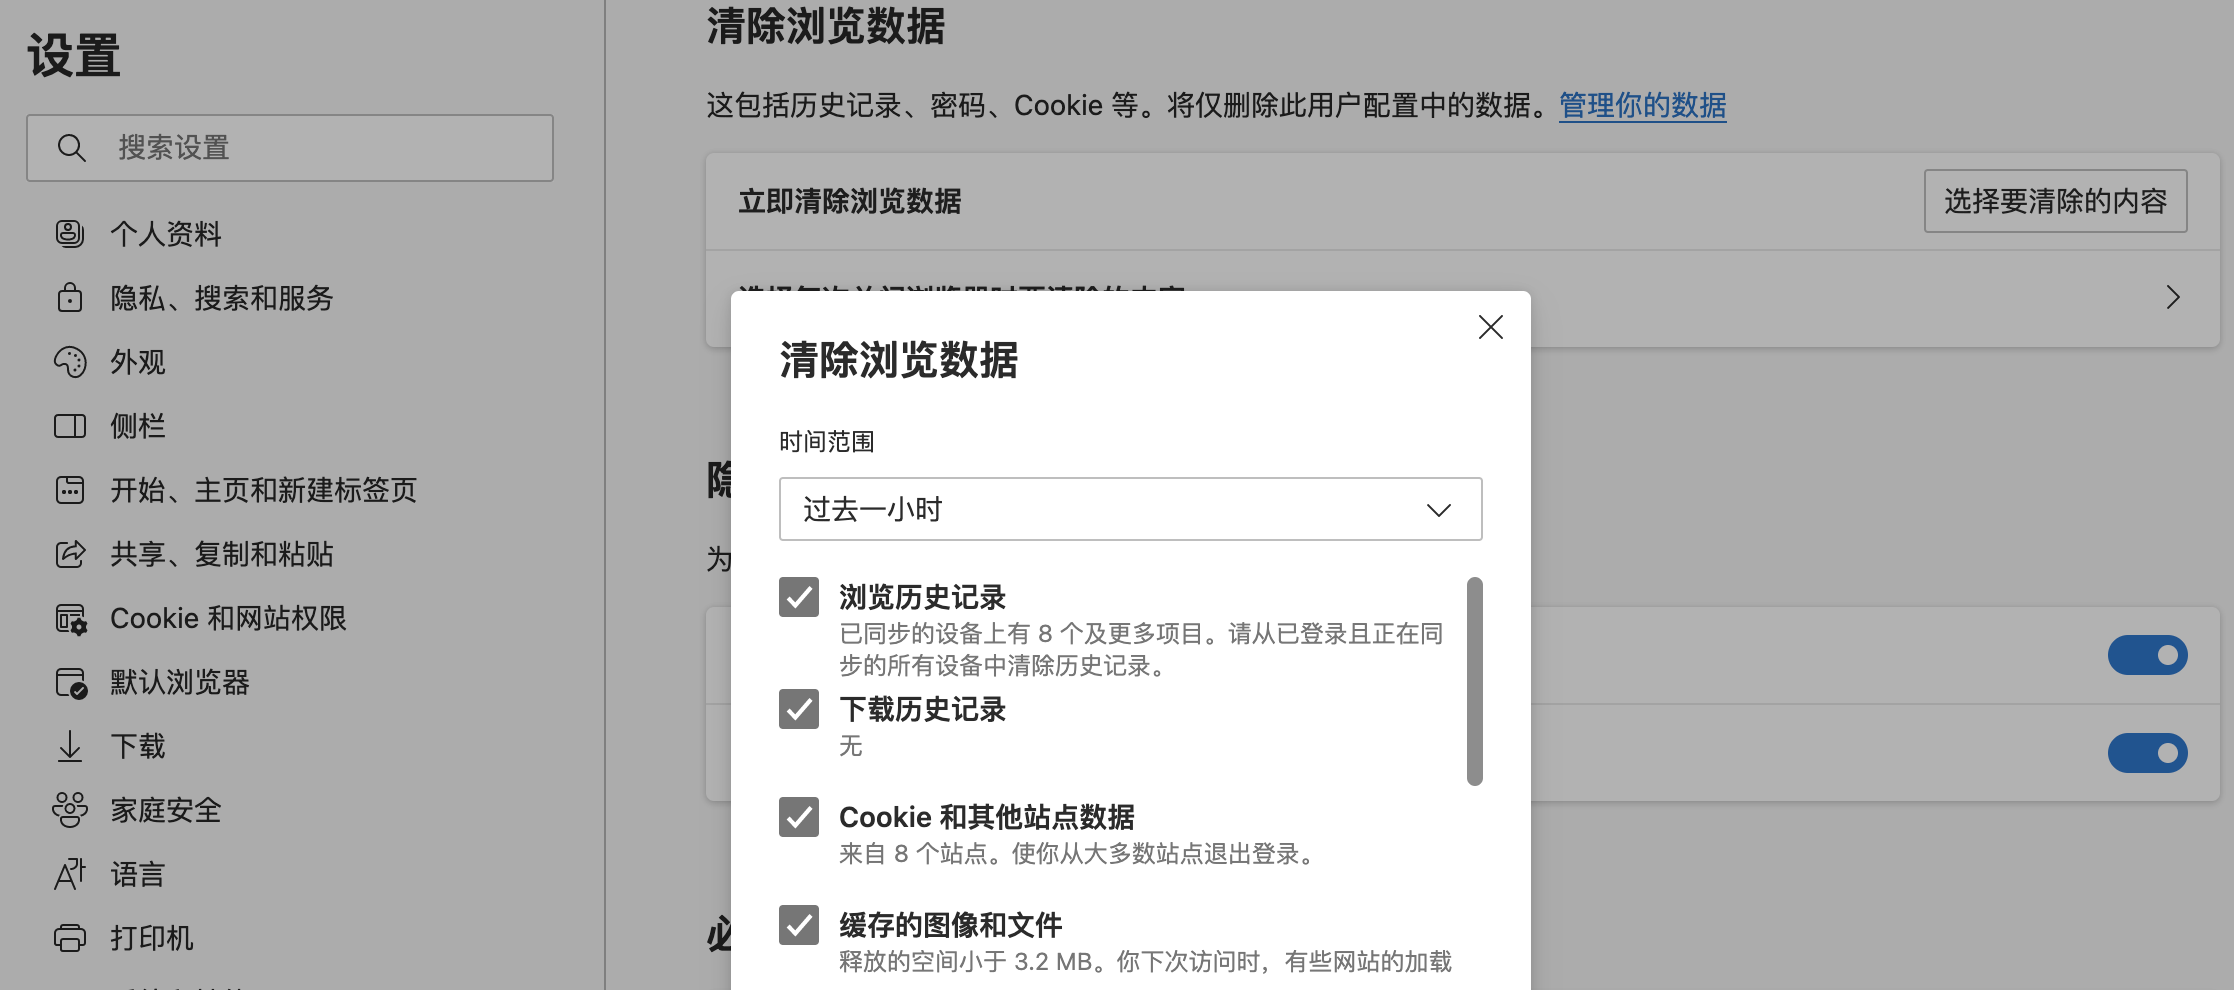 设置
搜索设置
个人资料
隐私、搜索和服务
外观
侧栏
开始、主页和新建标签页
共享、复制和粘贴
Cookie 和网站权限
默认浏览器
下载
家庭安全
语言
打印机
清除浏览数据
这包括历史记录、密码、Cookie 等。将仅删除此用户配置中的数据。管理你的数据
立即清除浏览数据
选择要清除的内容
清除浏览数据
时间范围
过去一小时
浏览历史记录
已同步的设备上有 8 个及更多项目。请从已登录且正在同
步的所有设备中清除历史记录。
下载历史记录
无
Cookie 和其他站点数据
来自 8 个站点。使你从大多数站点退出登录。
缓存的图像和文件
释放的空间小于 3.2 MB。你下次访问时，有些网站的加载
为